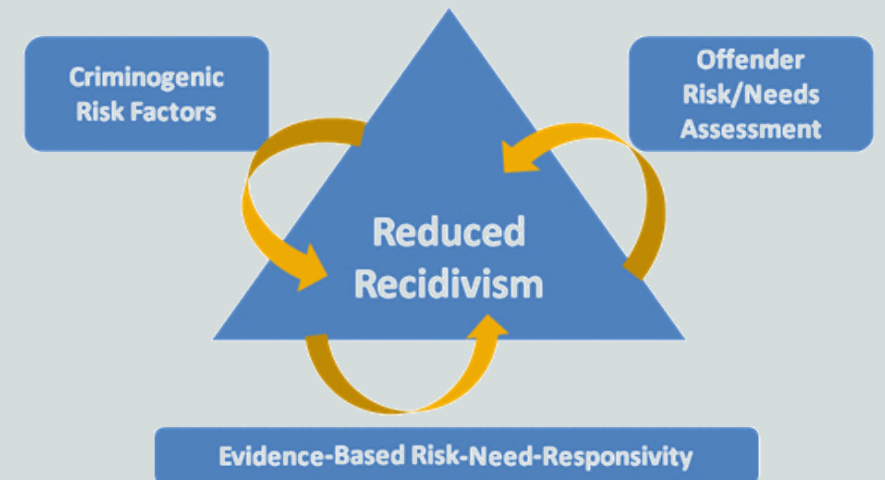 Criminogenic
Risk Factors
Offender
Risk/Needs
Assessment
Reduced
Recidivism
Evidence-Based Risk-Need-Responsivity